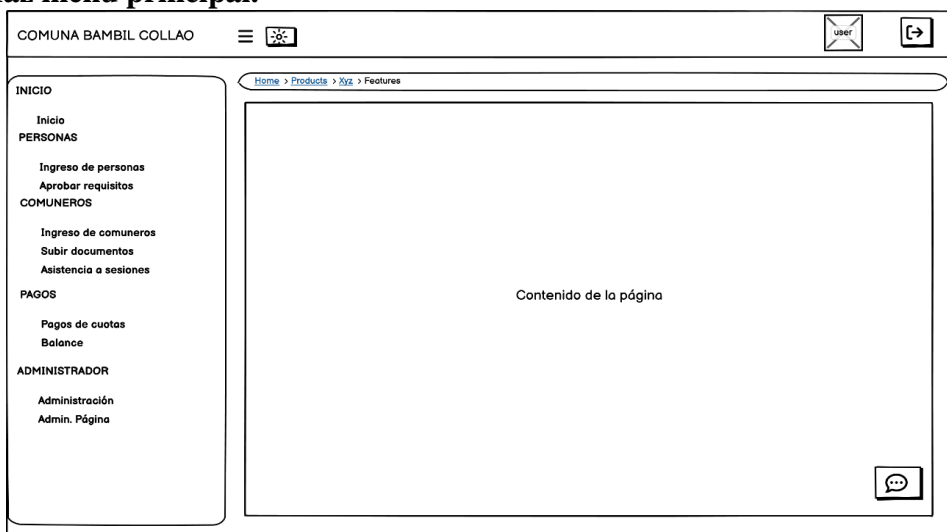 menú principal.
COMUNA BAMBIL COLLAO
user
Home > Products > Xyz > Features
INICIO
Inicio
PERSONAS
Ingreso de personas
Aprobar requisitos
COMUNEROS
Ingreso de comuneros
Subir documentos
Asistencia a sesiones
PAGOS
Pagos de cuotas
Balance
ADMINISTRADOR
Administración
Admin. Página
Contenido de la página